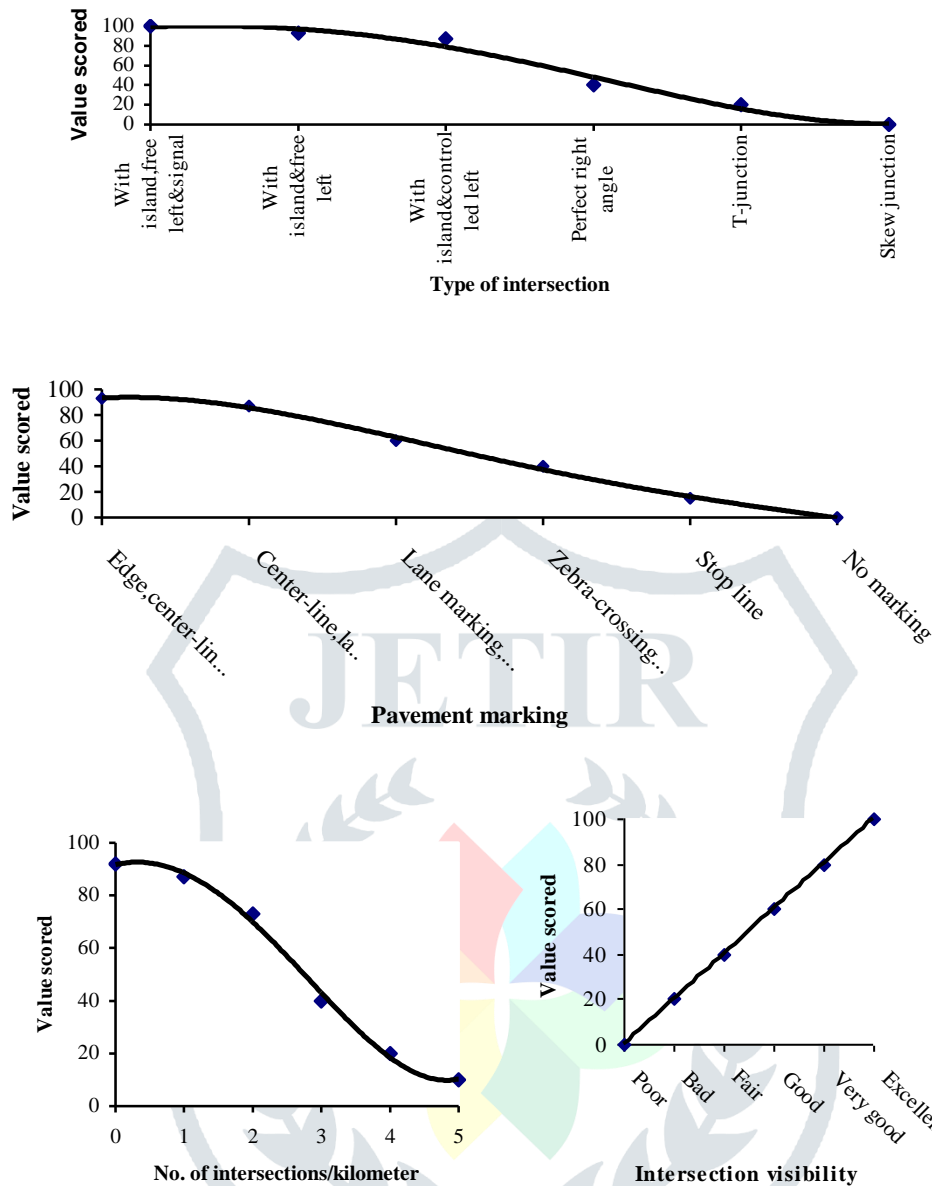 Value scored
100
80
60
40
20
0
With
island,free
left&signal
With
island&free
left
With
island&control
led left
Perfect right
angle
T-junction
Skew junction
Type of intersection
Value scored
100
80
60
40
20
0
Edge,center-lin...
Center-line,la..
Lane marking,...
Zebra-crossing...
Stop line
No marking
Pavement marking
JETIR
Value scored
100
80
60
40
20
0
0 1 2 3 4 5
No. of intersections/kilometer
Value scored
100
80
60
40
20
0
Poor
Bad
Fair
Good
Very good
Excellen
Intersection visibility